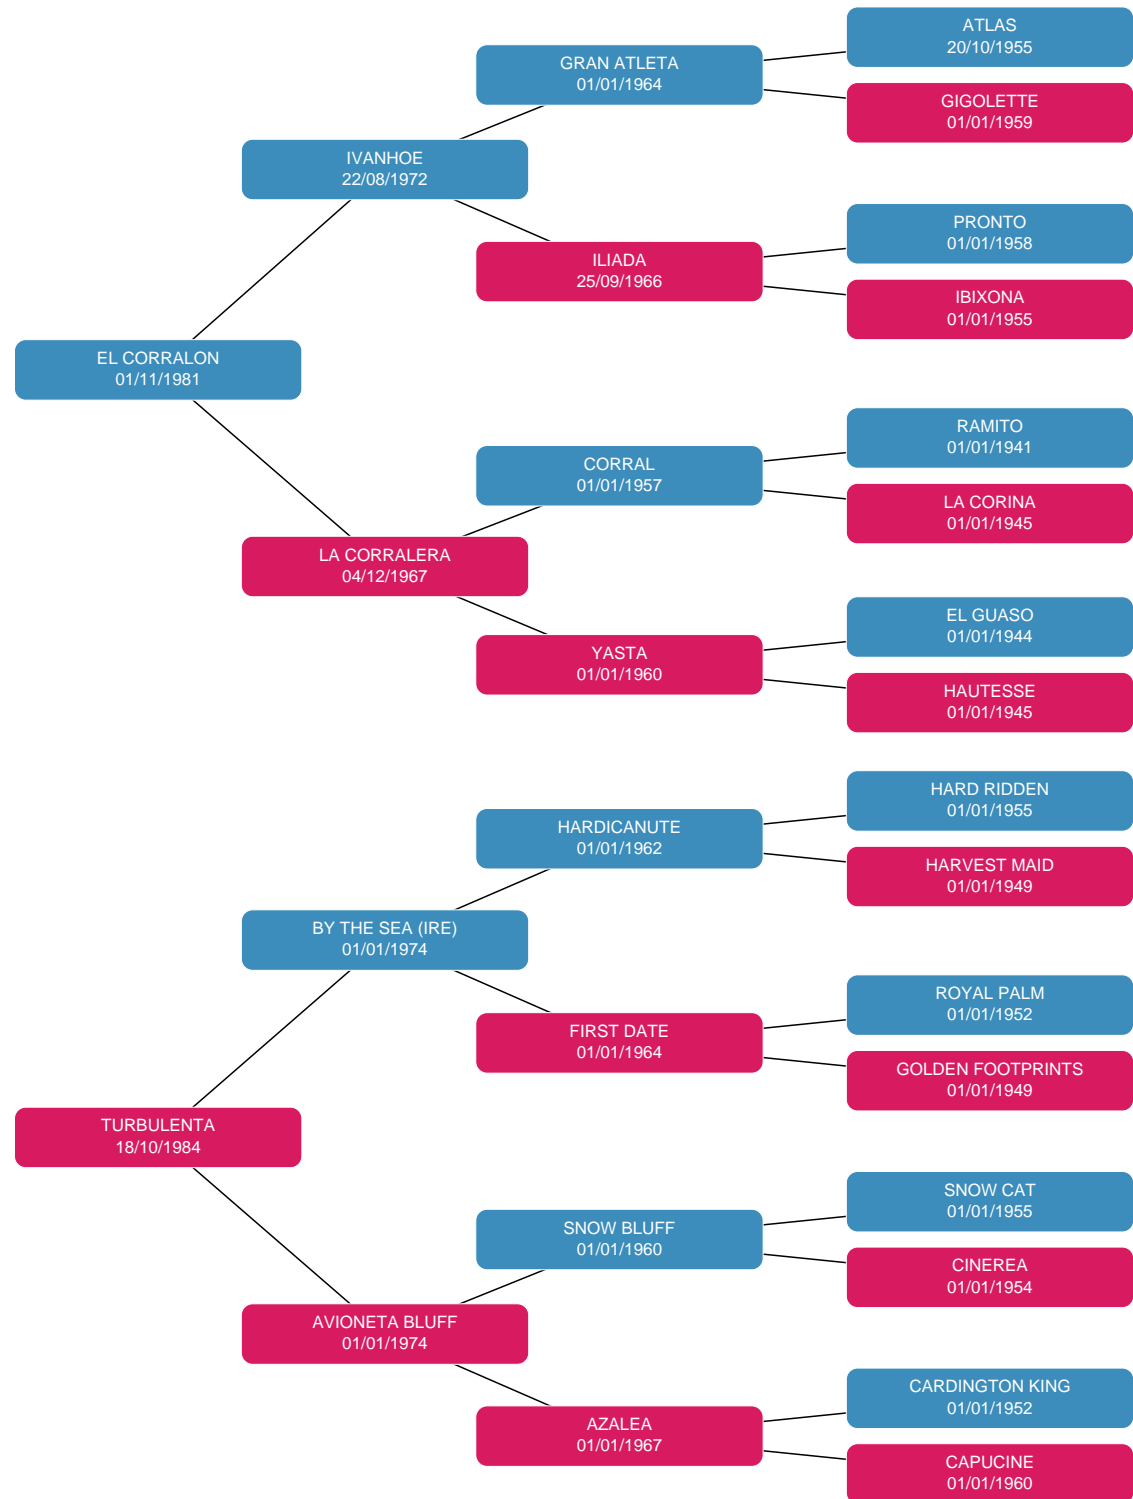 ATLAS
20/10/1955
GRAN ATLETA
01/01/1964
GIGOLETTE
01/01/1959
IVANHOE
22/08/1972
PRONTO
01/01/1958
ILIADA
25/09/1966
IBIXONA
01/01/1955
EL CORRALON
01/11/1981
RAMITO
01/01/1941
CORRAL
01/01/1957
LA CORINA
01/01/1945
LA CORRALERA
04/12/1967
EL GUASO
01/01/1944
YASTA
01/01/1960
HAUTESSE
01/01/1945
HARD RIDDEN
01/01/1955
HARDICANUTE
01/01/1962
HARVEST MAID
01/01/1949
BY THE SEA (IRE)
01/01/1974
ROYAL PALM
01/01/1952
FIRST DATE
01/01/1964
GOLDEN FOOTPRINTS
01/01/1949
TURBULENTA
18/10/1984
SNOW CAT
01/01/1955
SNOW BLUFF
01/01/1960
CINEREA
01/01/1954
AVIONETA BLUFF
01/01/1974
CARDINGTON KING
01/01/1952
AZALEA
01/01/1967
CAPUCINE
01/01/1960